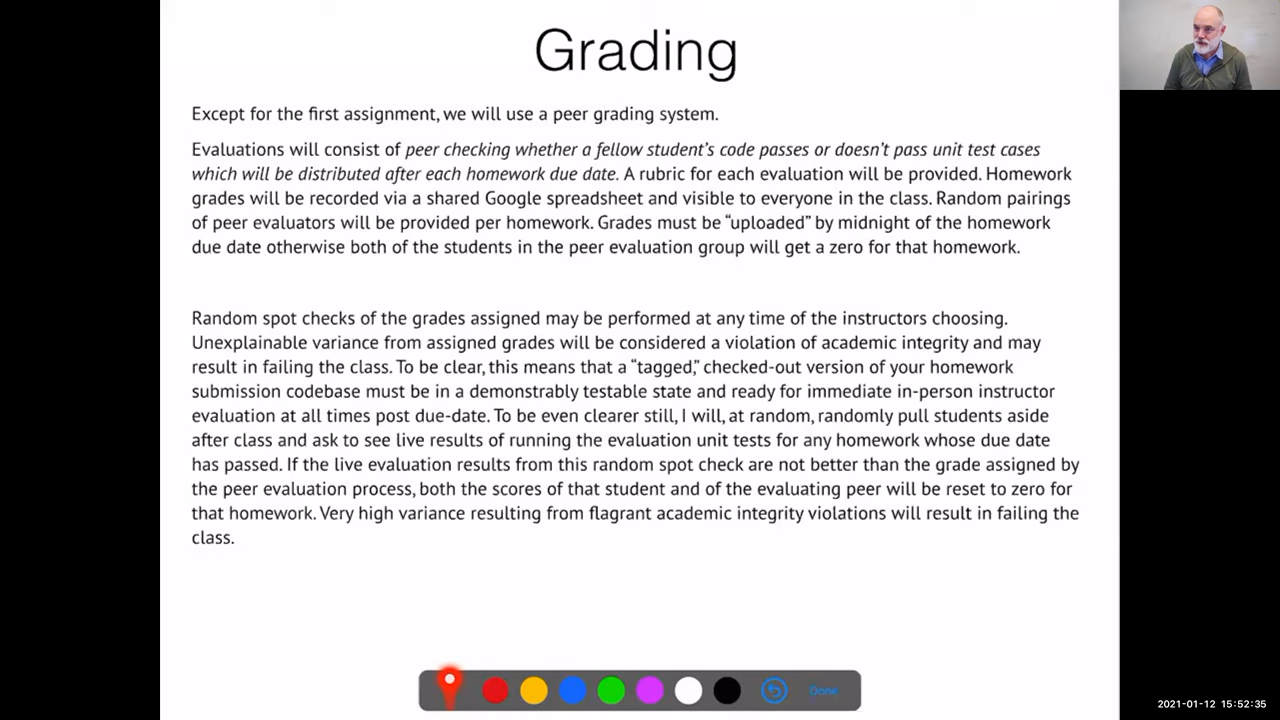 Grading
Except for the first assignment, we will use a peer grading system.
Evaluations will consist of peer checking whether a fellow student's code passes or doesn't pass unit test cases
which will be distributed after each homework due date. A rubric for each evaluation will be provided. Homework
grades will be recorded via a shared Google spreadsheet and visible to everyone in the class. Random pairings
of peer evaluators will be provided per homework. Grades must be “uploaded” by midnight of the homework
due date otherwise both of the students in the peer evaluation group will get a zero for that homework.
Random spot checks of the grades assigned may be performed at any time of the instructors choosing.
Unexplainable variance from assigned grades will be considered a violation of academic integrity and may
result in failing the class. To be clear, this means that a “tagged,” checked-out version of your homework
submission codebase must be in a demonstrably testable state and ready for immediate in-person instructor
evaluation at all times post due-date. To be even clearer still, I will, at random, randomly pull students aside
after class and ask to see live results of running the evaluation unit tests for any homework whose due date
has passed. If the live evaluation results from this random spot check are not better than the grade assigned by
the peer evaluation process, both the scores of that student and of the evaluating peer will be reset to zero for
that homework. Very high variance resulting from flagrant academic integrity violations will result in failing the
class.
Done
2021-01-12 15:52:35